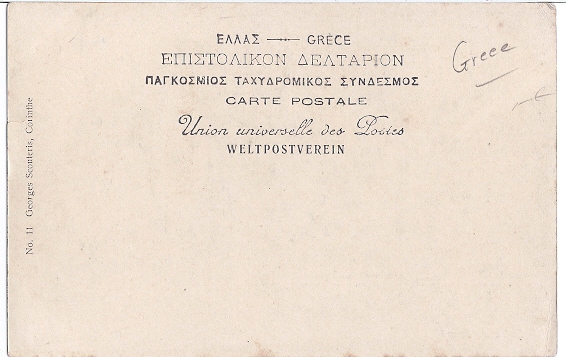 ΕΛΛΑΣ — GRÈCE
ΕΠΙΣΤΟΛΙΚΟΝ ΔΕΛΤΑΡΙΟΝ
ΠΑΓΚΟΣΜΙΟΣ ΤΑΧΥΔΡΟΜΙΚΟΣ ΣΥΝΔΕΣΜΟΣ
CARTE POSTALE
Union universelle des Postes
WELTPOSTVEREIN
Greece
No. 11 Georges Scouteris, Corinthe